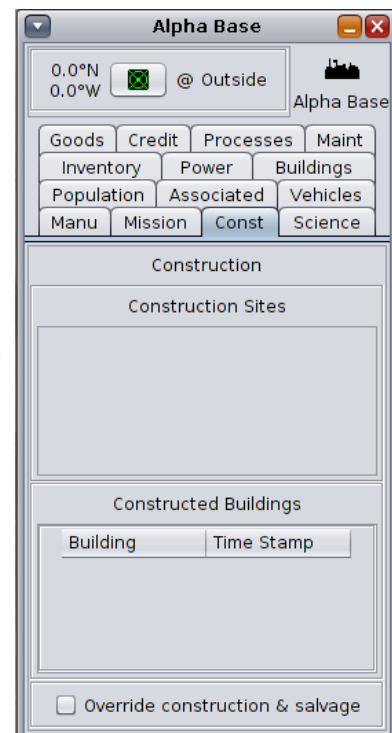 Alpha Base
0.0°N
0.0°W
@ Outside
Alpha Base
Goods Credit Processes Maint
Inventory Power Buildings
Population Associated Vehicles
Manu Mission Const Science
Construction
Construction Sites
Constructed Buildings
Building Time Stamp
Override construction & salvage